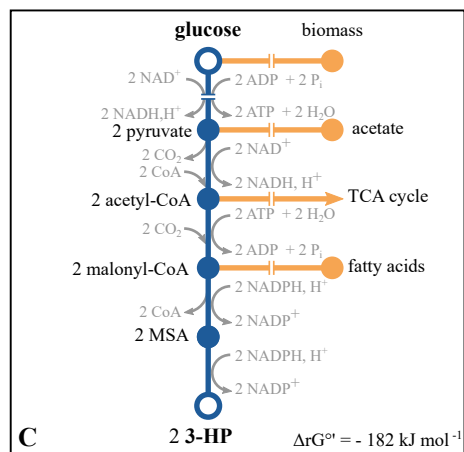 glucose biomass
2 NAD⁺ 2 ADP + 2 Pᵢ
2 NADH,H⁺ 2 ATP + 2 H₂O
2 pyruvate acetate
2 CO₂ 2 NAD⁺
2 CoA
2 NADH, H⁺
2 acetyl-CoA TCA cycle
2 ATP + 2 H₂O
2 CO₂
2 ADP + 2 Pᵢ
2 malonyl-CoA fatty acids
2 NADPH, H⁺
2 CoA
2 NADP⁺
2 MSA
2 NADPH, H⁺
2 NADP⁺
C 2 3-HP ΔrG°' = - 182 kJ mol⁻¹